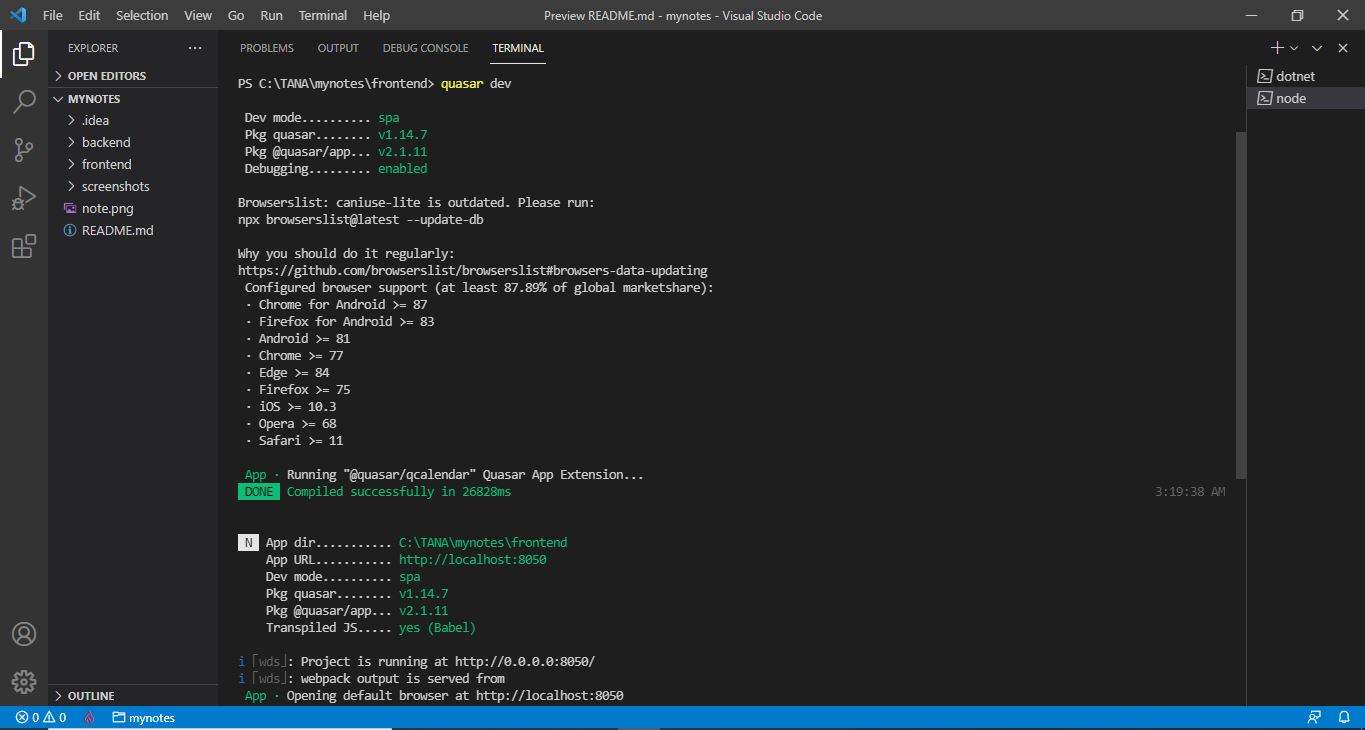 File Edit Selection View Go Run Terminal Help Preview README.md - mynotes - Visual Studio Code
EXPLORER ...
OPEN EDITORS
MYNOTES
.idea
backend
frontend
screenshots
note.png
README.md
OUTLINE
PROBLEMS OUTPUT DEBUG CONSOLE TERMINAL
PS C:\TANA\mynotes\frontend> quasar dev
Dev mode.......... spa
Pkg quasar........ v1.14.7
Pkg @quasar/app... v2.1.11
Debugging......... enabled
Browserslist: caniuse-lite is outdated. Please run:
npx browserslist@latest --update-db
Why you should do it regularly:
https://github.com/browserslist/browserslist#browsers-data-updating
Configured browser support (at least 87.89% of global marketshare):
· Chrome for Android >= 87
· Firefox for Android >= 83
· Android >= 81
· Chrome >= 77
· Edge >= 84
· Firefox >= 75
· iOS >= 10.3
· Opera >= 68
· Safari >= 11
App · Running "@quasar/qcalendar" Quasar App Extension...
DONE Compiled successfully in 26828ms 3:19:38 AM
N App dir........... C:\TANA\mynotes\frontend
App URL........... http://localhost:8050
Dev mode.......... spa
Pkg quasar........ v1.14.7
Pkg @quasar/app... v2.1.11
Transpiled JS..... yes (Babel)
i ｢wds｣: Project is running at http://0.0.0.0:8050/
i ｢wds｣: webpack output is served from
App · Opening default browser at http://localhost:8050
dotnet
node
0 0 mynotes